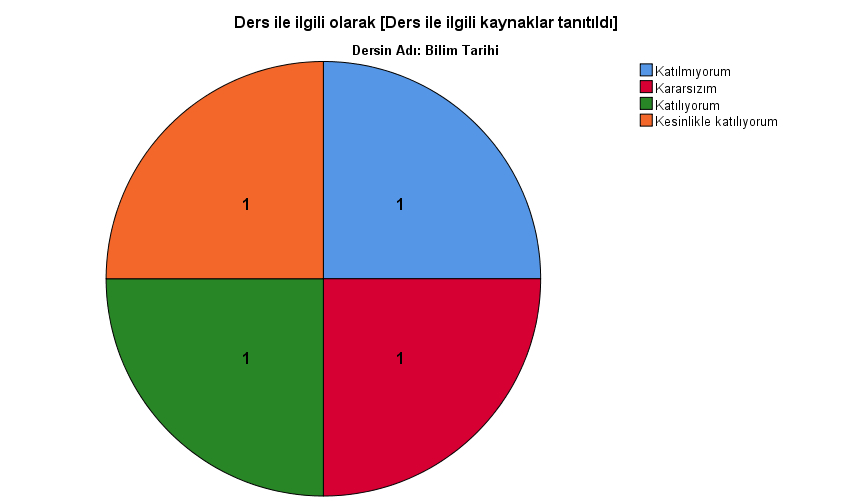 Ders ile ilgili olarak [Ders ile ilgili kaynaklar tanıtıldı]
Dersin Adı: Bilim Tarihi
Katılmıyorum
Kararsızım
Katılıyorum
Kesinlikle katılıyorum
1
1
1
1